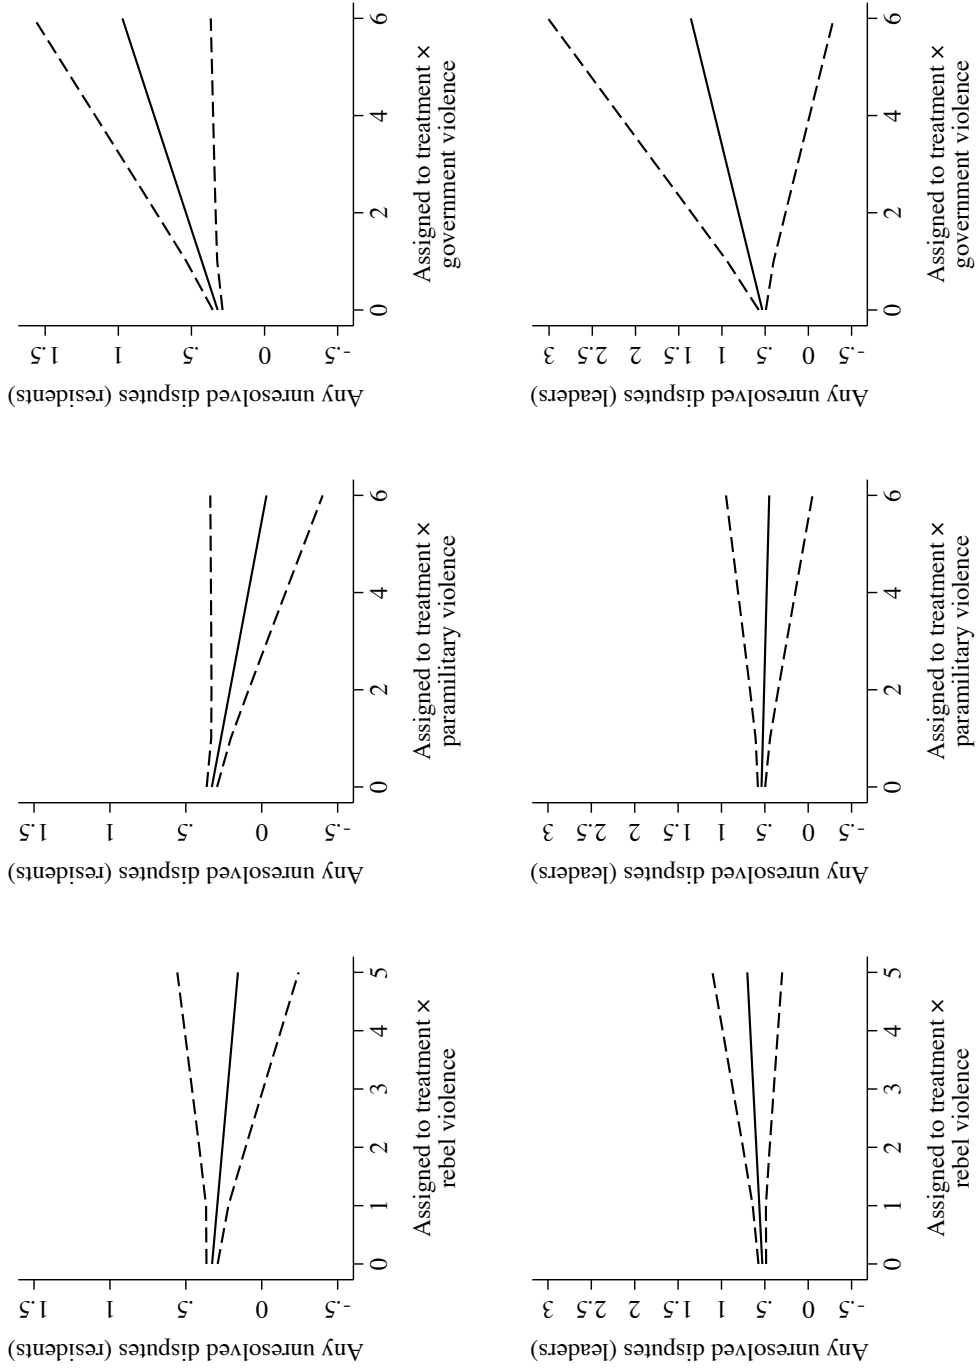 Any unresolved disputes (residents)
1.5
1
.5
0
-.5
0 1 2 3 4 5
Assigned to treatment ×
rebel violence
Any unresolved disputes (residents)
1.5
1
.5
0
-.5
0 2 4 6
Assigned to treatment ×
paramilitary violence
Any unresolved disputes (residents)
1.5
1
.5
0
-.5
0 2 4 6
Assigned to treatment ×
government violence
Any unresolved disputes (leaders)
3
2.5
2
1.5
1
.5
0
-.5
0 1 2 3 4 5
Assigned to treatment ×
rebel violence
Any unresolved disputes (leaders)
3
2.5
2
1.5
1
.5
0
-.5
0 2 4 6
Assigned to treatment ×
paramilitary violence
Any unresolved disputes (leaders)
3
2.5
2
1.5
1
.5
0
-.5
0 2 4 6
Assigned to treatment ×
government violence